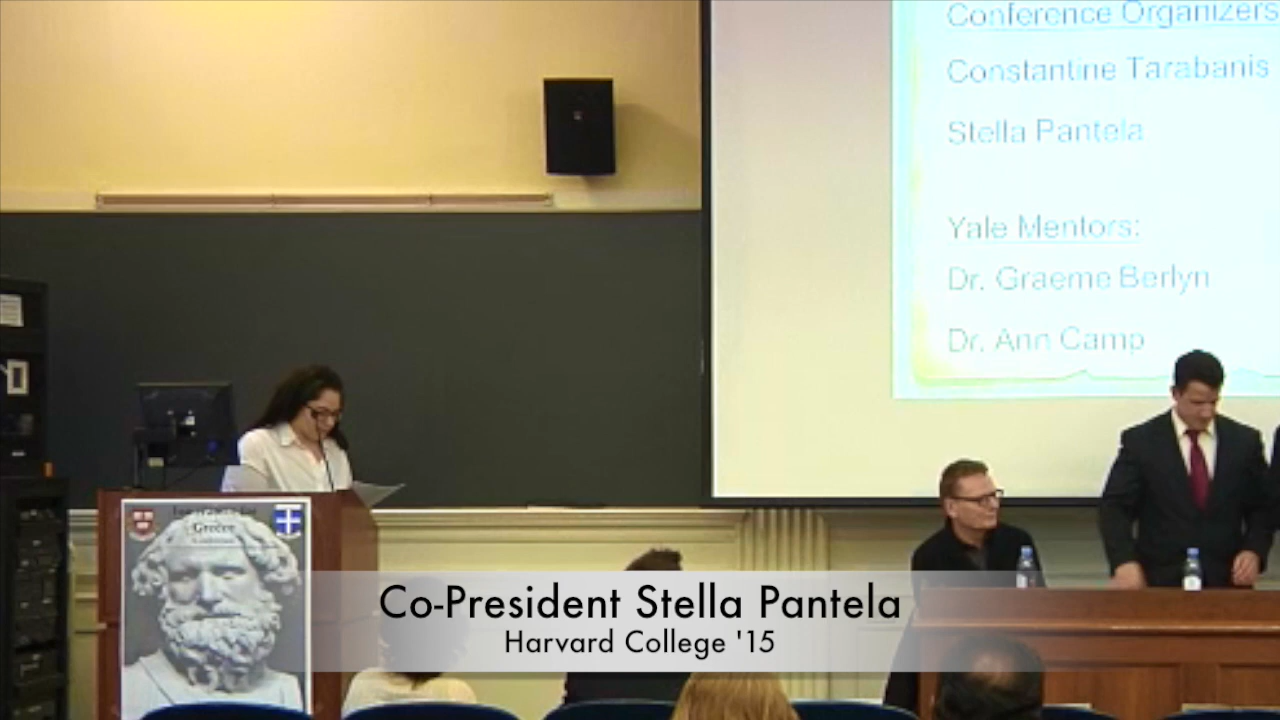 Conference Organizers
Constantine Tarabanis
Stella Pantela
Yale Mentors:
Dr. Graeme Berlyn
Dr. Ann Camp
Greece
Co-President Stella Pantela
Harvard College '15